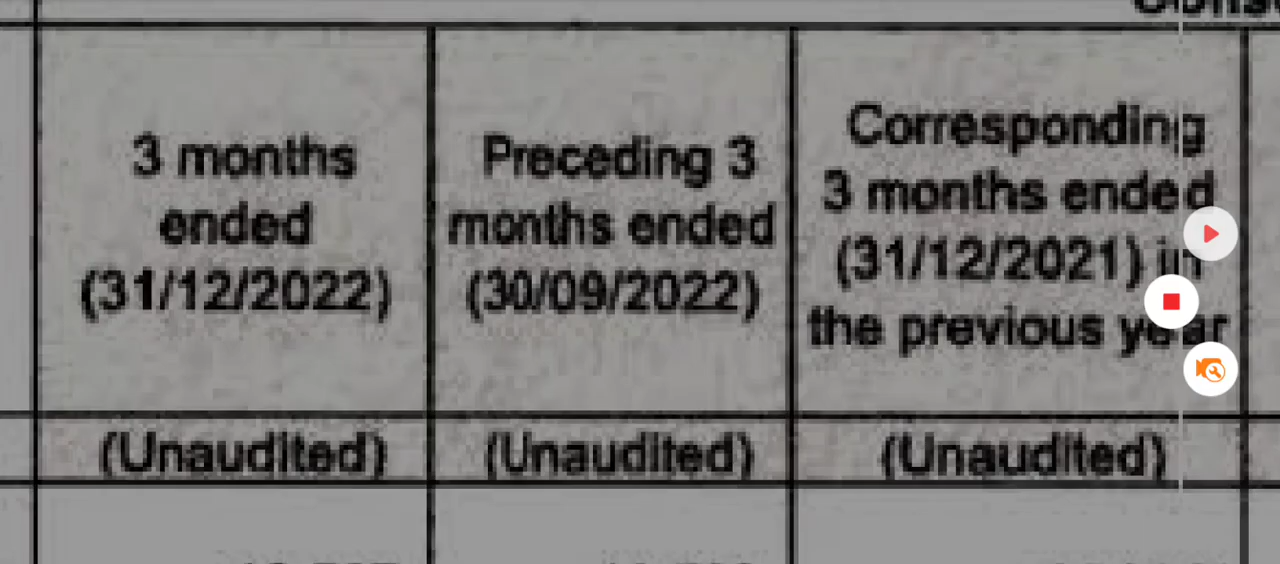 3 months
ended
(31/12/2022)
Preceding 3
months ended
(30/09/2022)
Corresponding
3 months ended
(31/12/2021) in
the previous year
(Unaudited)
(Unaudited)
(Unaudited)